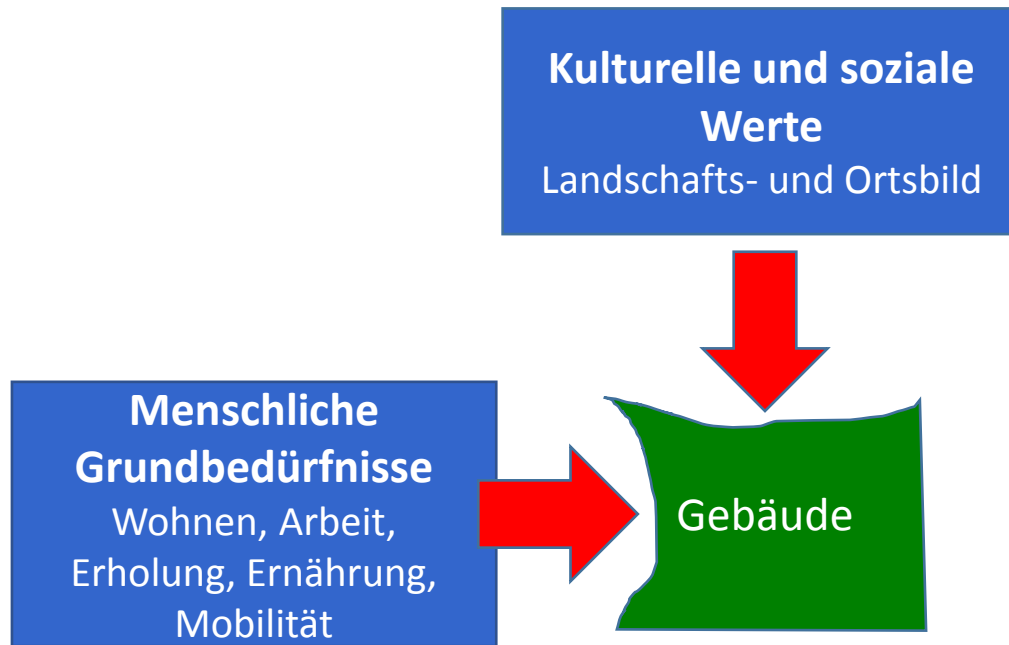 Kulturelle und soziale
Werte
Landschafts- und Ortsbild
Menschliche
Grundbedürfnisse
Wohnen, Arbeit,
Erholung, Ernährung,
Mobilität
Gebäude